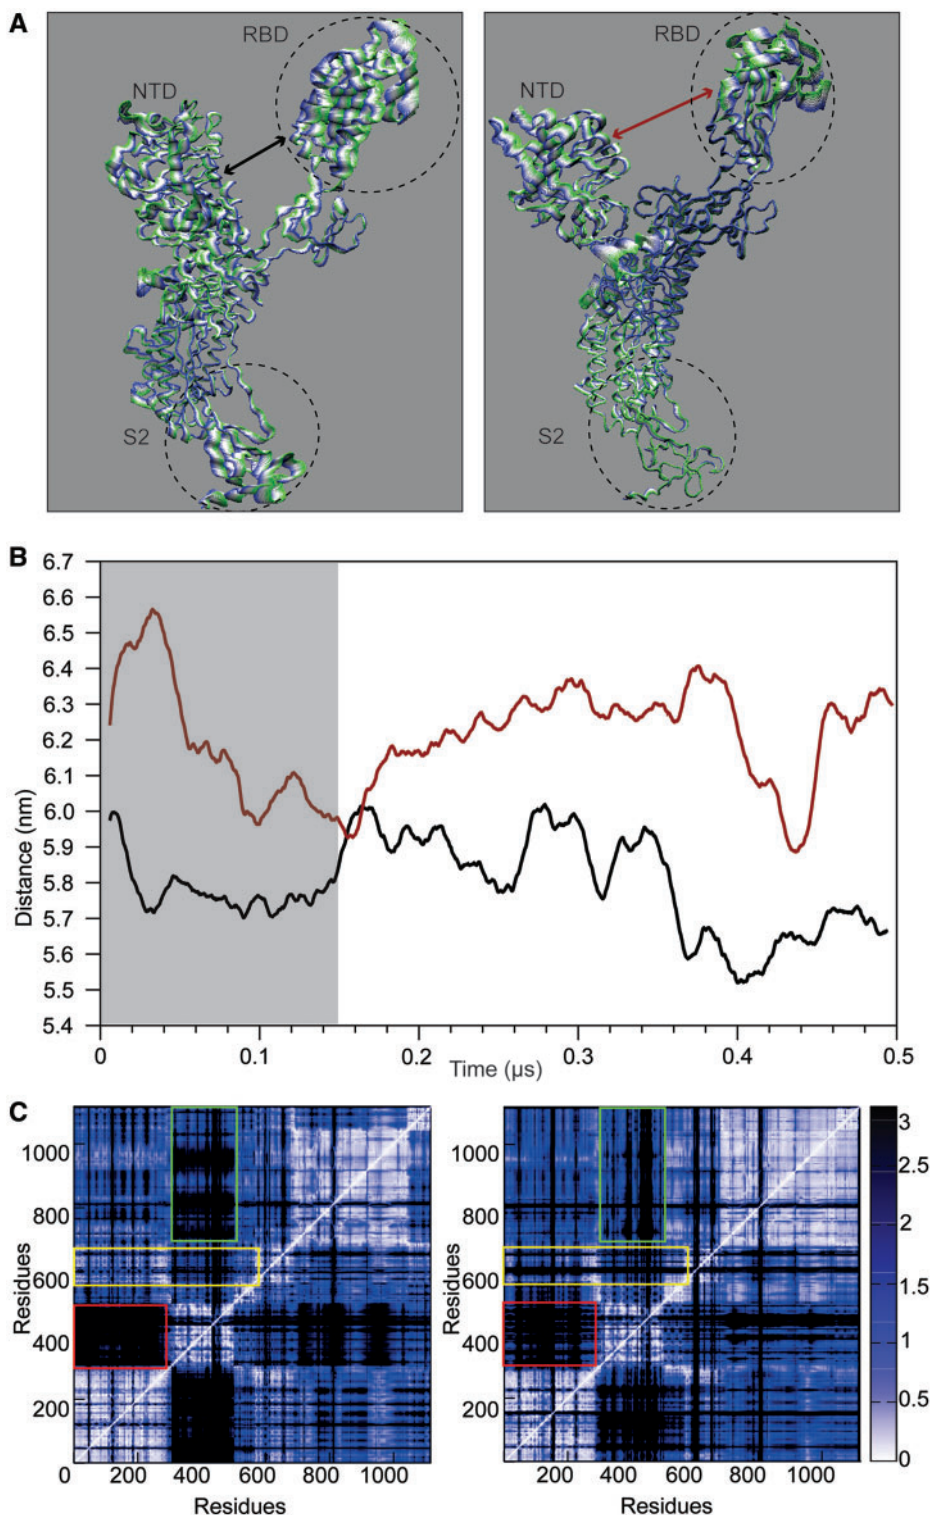 A
RBD
NTD
S2
RBD
NTD
S2
B
6.7
6.6
6.5
6.4
6.3
6.2
6.1
6.0
5.9
5.8
5.7
5.6
5.5
5.4
Distance (nm)
0 0.1 0.2 0.3 0.4 0.5
Time (μs)
C
1000
800
600
400
200
Residues
0 200 400 600 800 1000
Residues
1000
800
600
400
200
Residues
200 400 600 800 1000
Residues
3
2.5
2
1.5
1
0.5
0